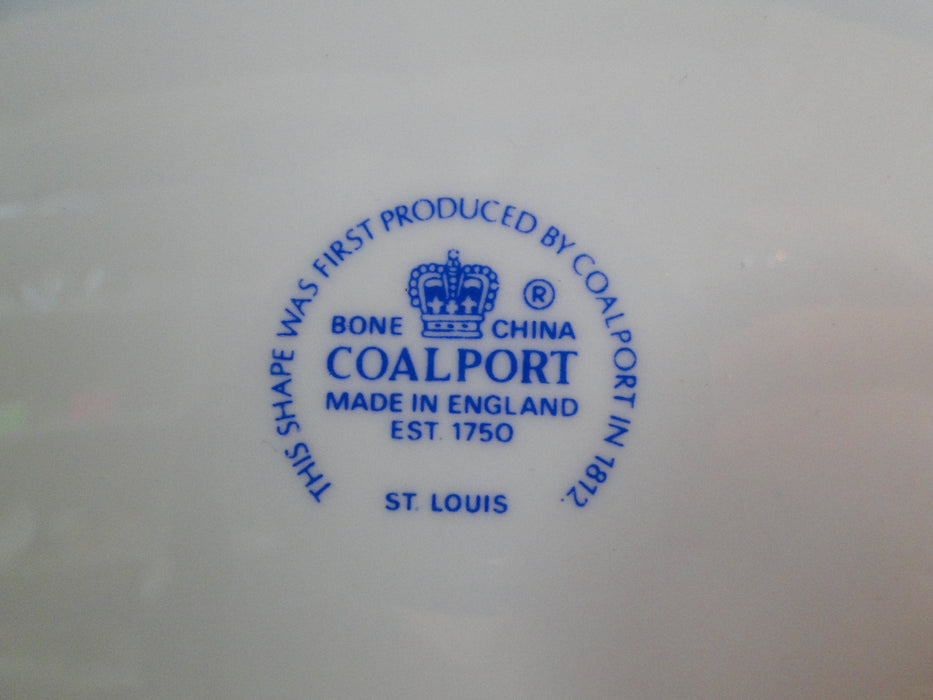 THIS SHAPE WAS FIRST PRODUCED BY COALPORT IN 1812.
®
BONE CHINA
COALPORT
MADE IN ENGLAND
EST. 1750
ST. LOUIS